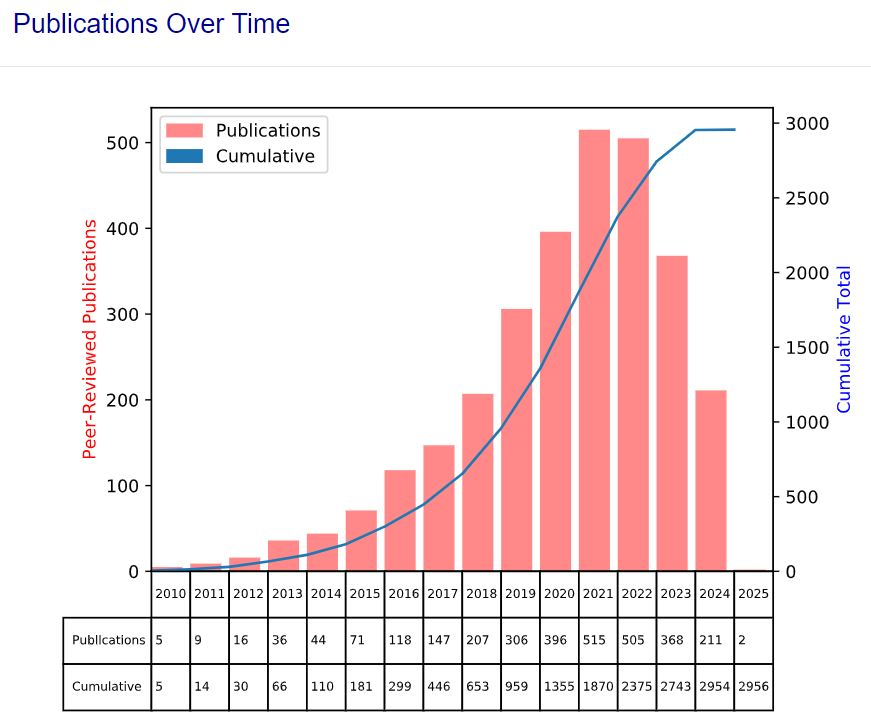 Publications Over Time
Publications
Cumulative
500
400
300
200
100
0
Peer-Reviewed Publications
3000
2500
2000
1500
1000
500
0
Cumulative Total
2010 2011 2012 2013 2014 2015 2016 2017 2018 2019 2020 2021 2022 2023 2024 2025
Publications 5 9 16 36 44 71 118 147 207 306 396 515 505 368 211 2
Cumulative 5 14 30 66 110 181 299 446 653 959 1355 1870 2375 2743 2954 2956